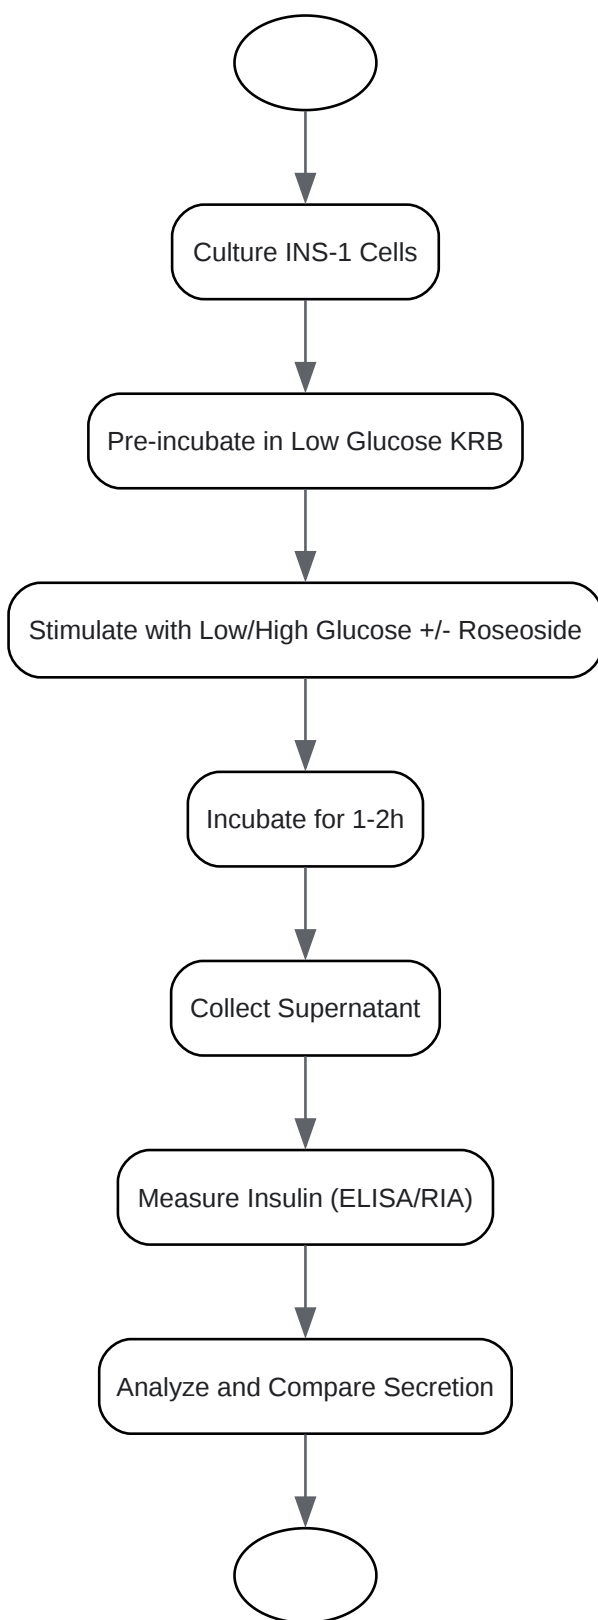 Culture INS-1 Cells
Pre-incubate in Low Glucose KRB
Stimulate with Low/High Glucose +/- Roseoside
Incubate for 1-2h
Collect Supernatant
Measure Insulin (ELISA/RIA)
Analyze and Compare Secretion